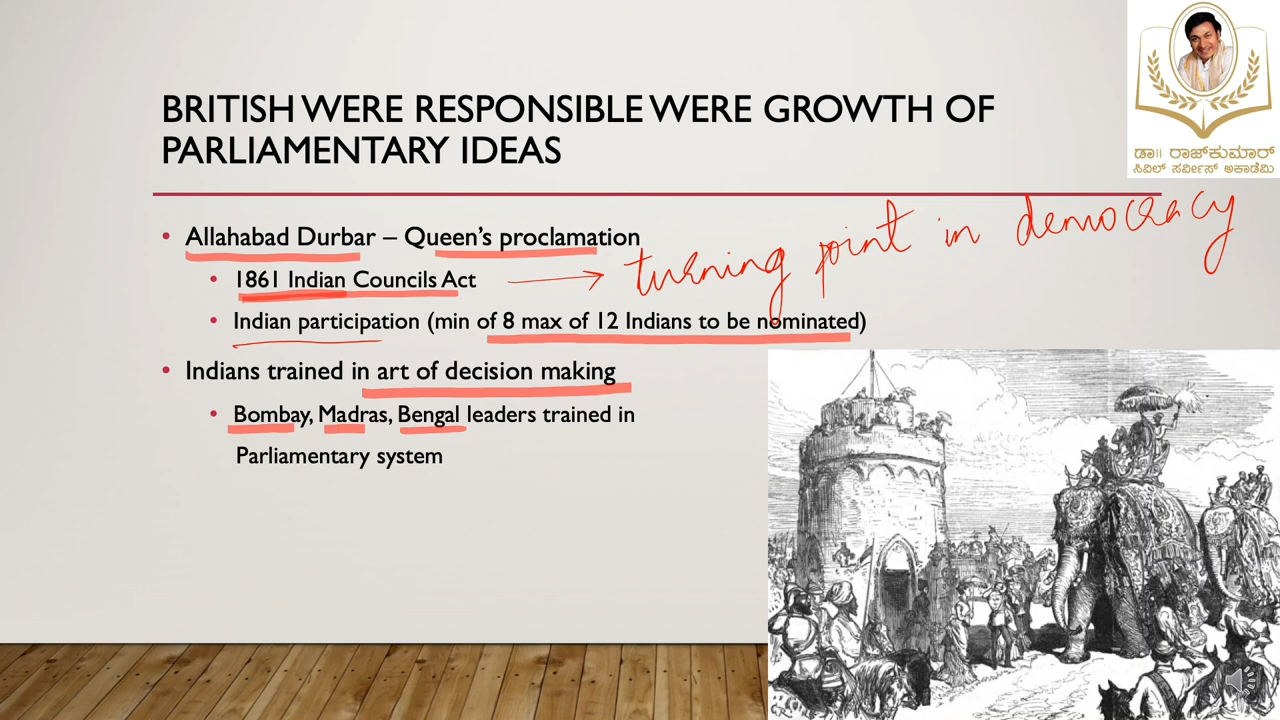 BRITISH WERE RESPONSIBLE WERE GROWTH OF
PARLIAMENTARY IDEAS
ಡಾ॥ ರಾಜ್‌ಕುಮಾರ್
ಸಿವಿಲ್ ಸರ್ವೀಸ್ ಅಕಾಡೆಮಿ
• Allahabad Durbar – Queen's proclamation
• 1861 Indian Councils Act
turning point in democracy
• Indian participation (min of 8 max of 12 Indians to be nominated)
• Indians trained in art of decision making
• Bombay, Madras, Bengal leaders trained in
Parliamentary system